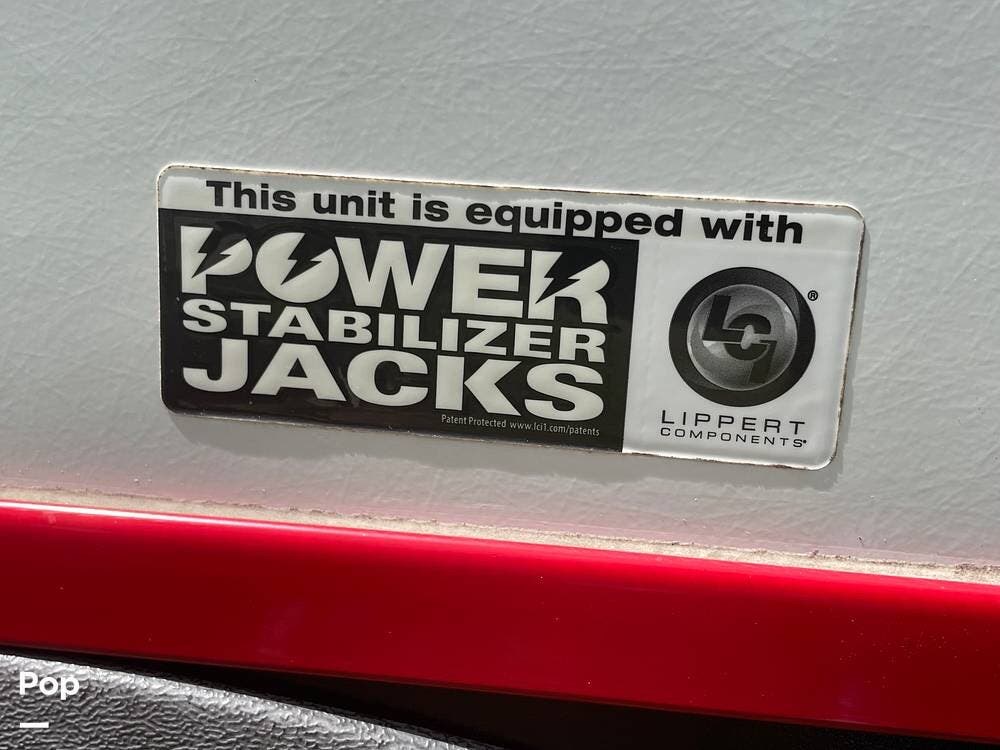 This unit is equipped with
POWER
STABILIZER
JACKS
Patent Protected www.lci1.com/patents
LCI®
LIPPERT
COMPONENTS®
Pop